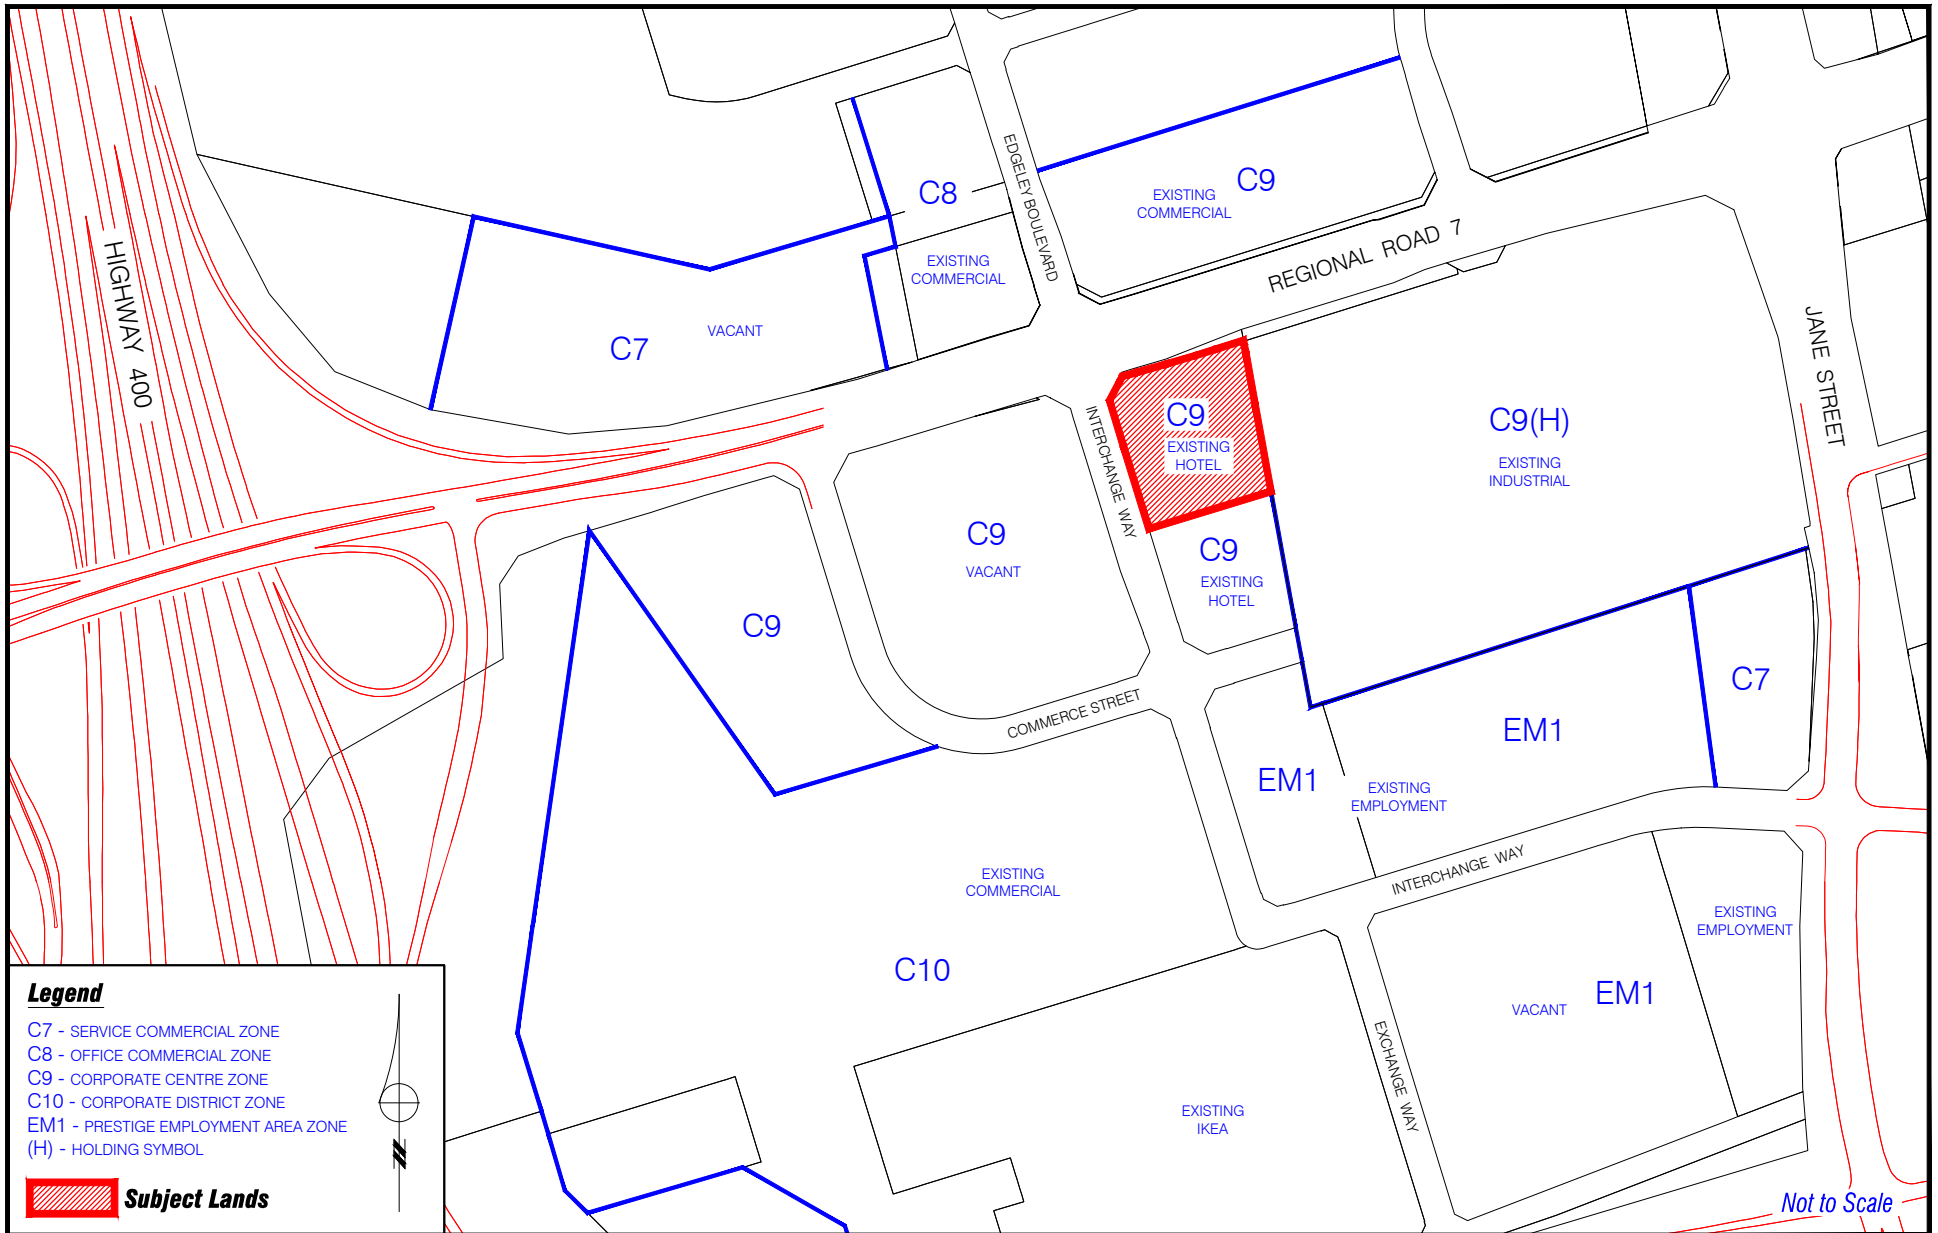 EDGELEY BOULEVARD
C8
C9
EXISTING
COMMERCIAL
EXISTING
COMMERCIAL
REGIONAL ROAD 7
HIGHWAY 400
C7
VACANT
JANE STREET
INTERCHANGE WAY
C9
EXISTING
HOTEL
C9(H)
EXISTING
INDUSTRIAL
C9
VACANT
C9
EXISTING
HOTEL
C9
COMMERCE STREET
C7
EM1
EM1
EXISTING
EMPLOYMENT
INTERCHANGE WAY
EXISTING
COMMERCIAL
EXISTING
EMPLOYMENT
C10
VACANT
EM1
EXCHANGE WAY
EXISTING
IKEA
Legend
C7 - SERVICE COMMERCIAL ZONE
C8 - OFFICE COMMERCIAL ZONE
C9 - CORPORATE CENTRE ZONE
C10 - CORPORATE DISTRICT ZONE
EM1 - PRESTIGE EMPLOYMENT AREA ZONE
(H) - HOLDING SYMBOL
N
Subject Lands
Not to Scale